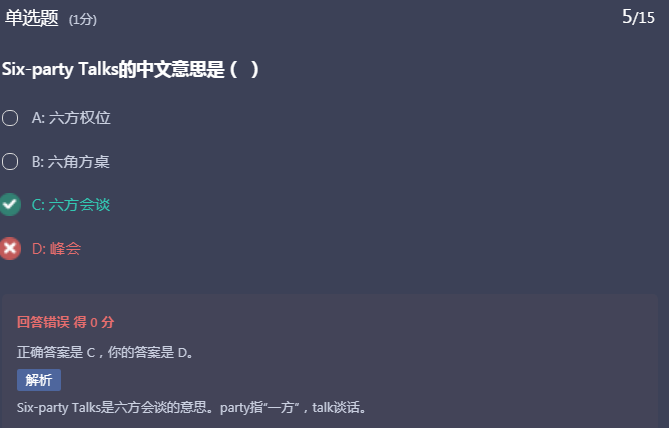 单选题 (1分) 5/15
Six-party Talks的中文意思是（ ）
A: 六方权位
B: 六角方桌
C: 六方会谈
D: 峰会
回答错误 得 0 分
正确答案是 C，你的答案是 D。
解析
Six-party Talks是六方会谈的意思。party指“一方”，talk谈话。